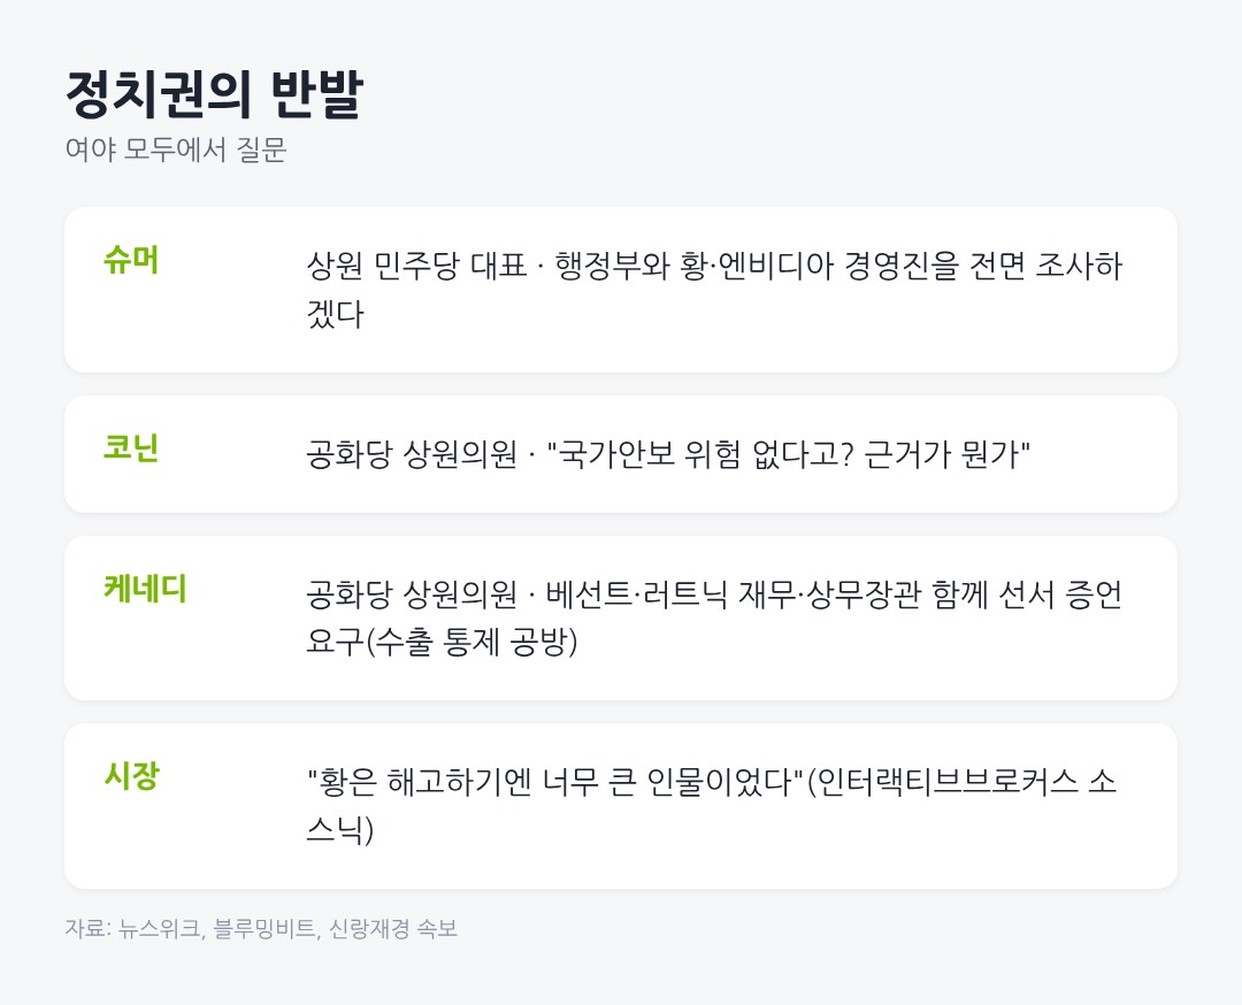 정치권의 반발
여야 모두에서 질문
슈머
상원 민주당 대표 · 행정부와 황·엔비디아 경영진을 전면 조사하
겠다
코닌
공화당 상원의원 · "국가안보 위험 없다고? 근거가 뭔가"
케네디
공화당 상원의원 · 베선트·러트닉 재무·상무장관 함께 선서 증언
요구(수출 통제 공방)
시장
"황은 해고하기엔 너무 큰 인물이었다"(인터랙티브브로커스 소
스닉)
자료: 뉴스위크, 블루밍비트, 신랑재경 속보